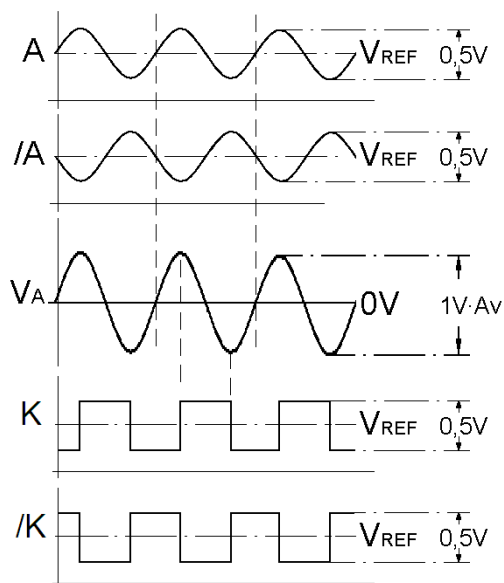 A VREF 0,5V
/A VREF 0,5V
VA 0V 1V·Av
K VREF 0,5V
/K VREF 0,5V